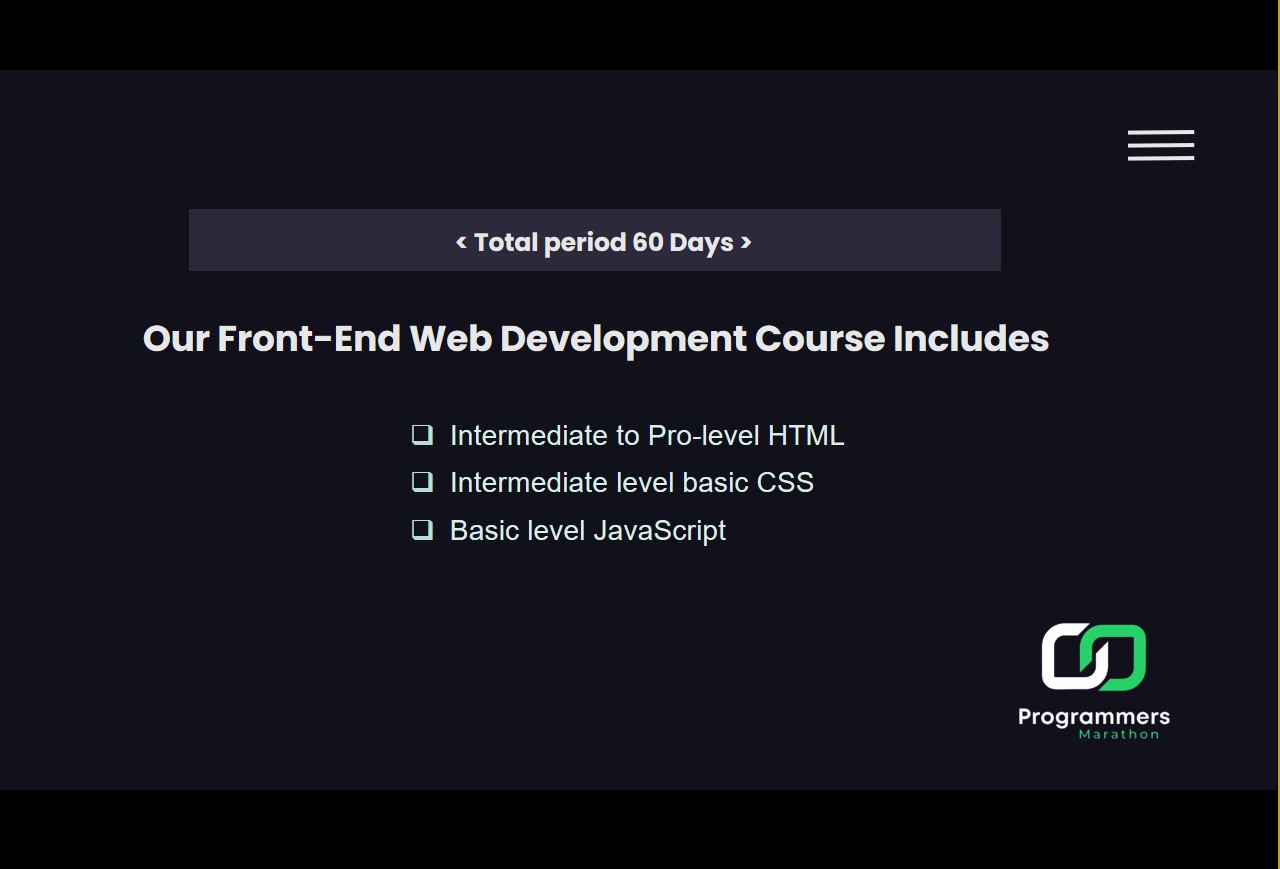 < Total period 60 Days >
Our Front-End Web Development Course Includes
❑ Intermediate to Pro-level HTML
❑ Intermediate level basic CSS
❑ Basic level JavaScript
Programmers
Marathon